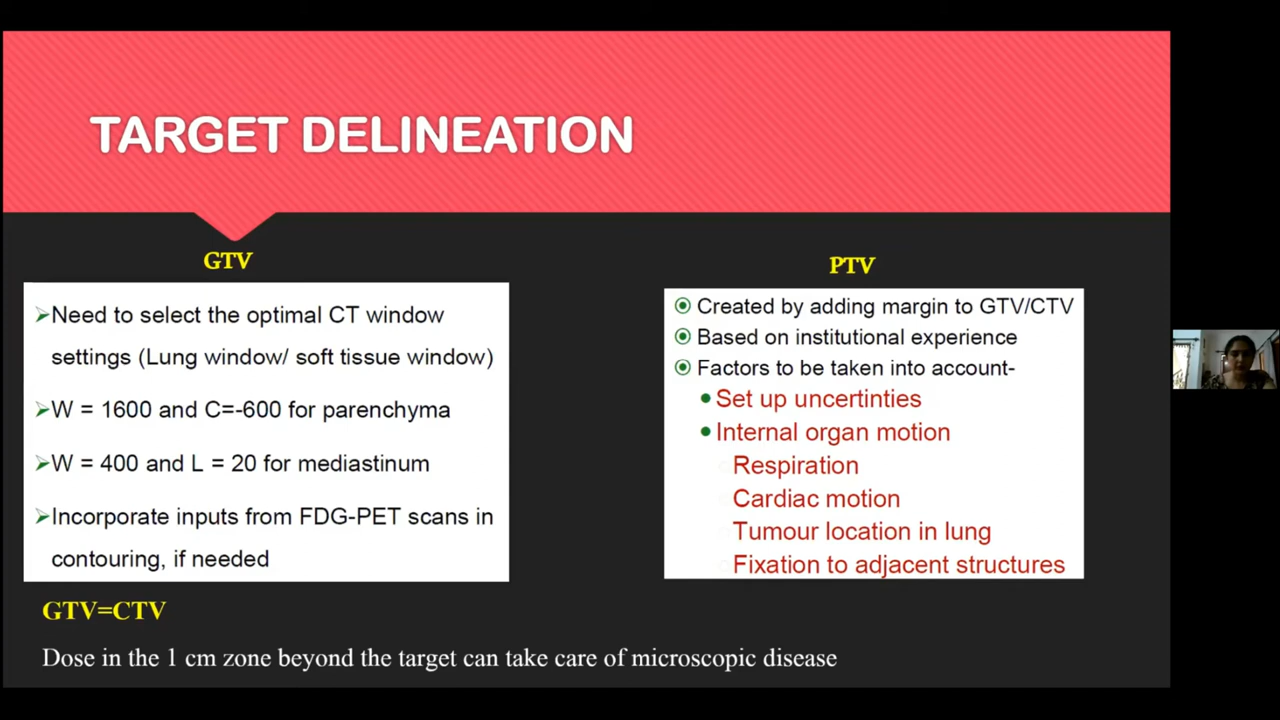 TARGET DELINEATION
GTV
➢Need to select the optimal CT window
settings (Lung window/ soft tissue window)
➢W = 1600 and C=-600 for parenchyma
➢W = 400 and L = 20 for mediastinum
➢Incorporate inputs from FDG-PET scans in
contouring, if needed
GTV=CTV
Dose in the 1 cm zone beyond the target can take care of microscopic disease
PTV
Created by adding margin to GTV/CTV
Based on institutional experience
Factors to be taken into account-
• Set up uncertinties
• Internal organ motion
Respiration
Cardiac motion
Tumour location in lung
Fixation to adjacent structures